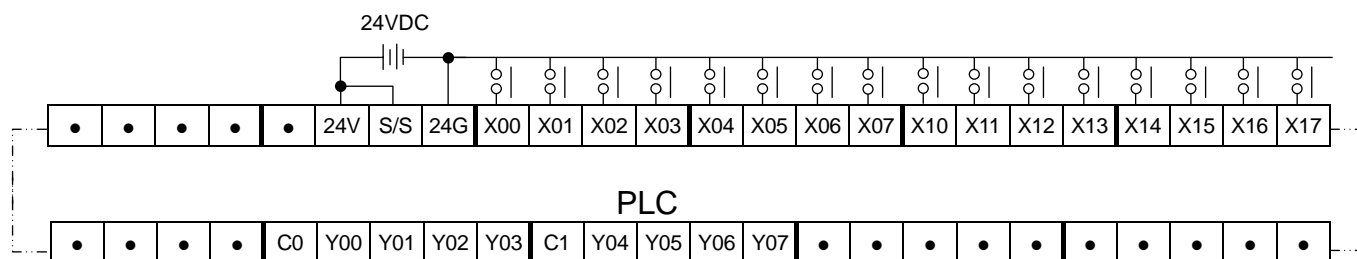 24VDC
● ● ● ● ● 24V S/S 24G X00 X01 X02 X03 X04 X05 X06 X07 X10 X11 X12 X13 X14 X15 X16 X17
PLC
● ● ● ● C0 Y00 Y01 Y02 Y03 C1 Y04 Y05 Y06 Y07 ● ● ● ● ● ● ● ● ● ●